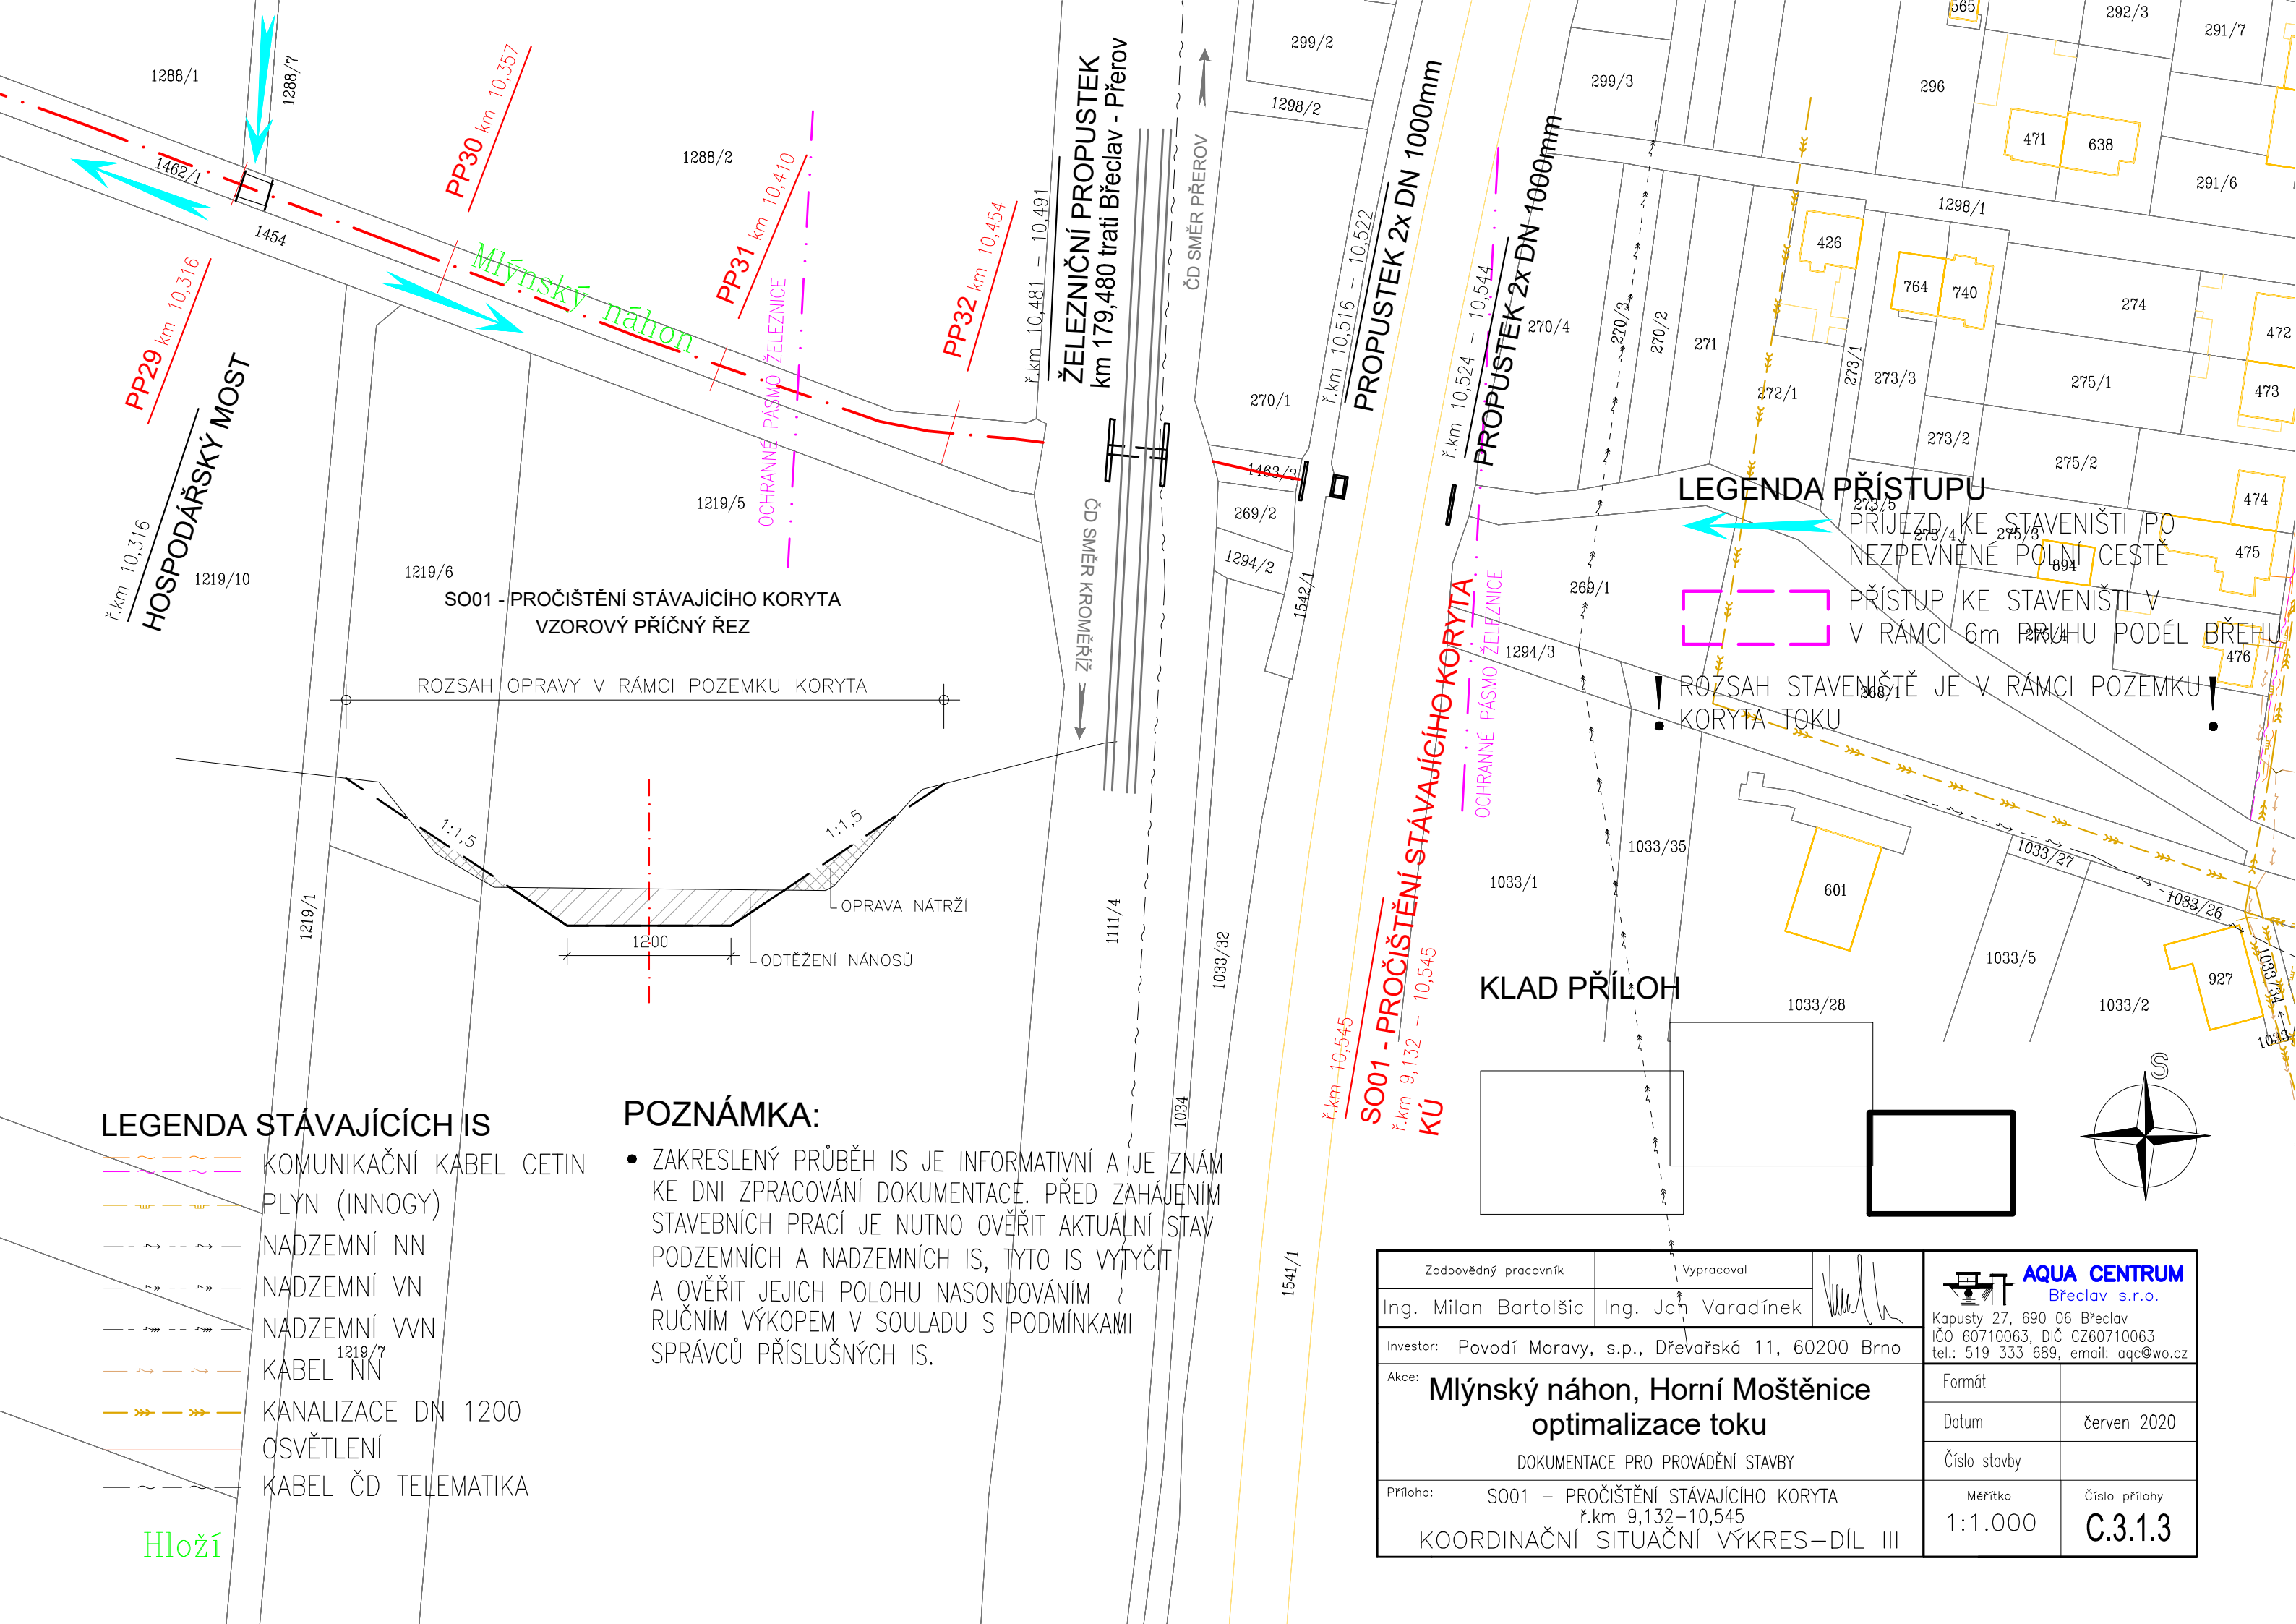 1288/1
1288/7
1462/1
1454
PP30 km 10,357
1288/2
PP31 km 10,410
OCHRANNÉ PÁSMO ŽELEZNICE
PP32 km 10,454
Mlýnský náhon
PP29 km 10,316
ř.km 10,316
HOSPODÁŘSKÝ MOST
ř.km 10,481 – 10,491
ŽELEZNIČNÍ PROPUSTEK
km 179,480 trati Břeclav - Přerov
ČD SMĚR PŘEROV
ČD SMĚR KROMĚŘÍŽ
299/2
1298/2
270/1
1463/3
269/2
1294/2
1542/1
ř.km 10,516 – 10,522
PROPUSTEK 2x DN 1000mm
ř.km 10,524 – 10,544
PROPUSTEK 2x DN 1000mm
OCHRANNÉ PÁSMO ŽELEZNICE
299/3
270/4
270/3
270/2
271
272/1
273/1
273/3
273/2
273/5
273/4
274
275/1
275/2
275/3
275/4
268/1
269/1
1294/3
565
292/3
291/7
296
471
638
291/6
1298/1
426
764
740
472
473
474
475
476
894
1219/10
1219/6
1219/5
1219/1
1219/7
1111/4
1033/32
1034
1541/1
1033/1
1033/35
1033/28
1033/5
1033/2
1033/27
1033/26
1033/34
1033
601
927
SO01 - PROČIŠTĚNÍ STÁVAJÍCÍHO KORYTA
VZOROVÝ PŘÍČNÝ ŘEZ
ROZSAH OPRAVY V RÁMCI POZEMKU KORYTA
1:1,5
1:1,5
1200
OPRAVA NÁTRŽÍ
ODTĚŽENÍ NÁNOSŮ
LEGENDA PŘÍSTUPU
PŘÍJEZD KE STAVENIŠTI PO
NEZPEVNĚNÉ POLNÍ CESTĚ
PŘÍSTUP KE STAVENIŠTI V
V RÁMCI 6m PRUHU PODÉL BŘEHU
! ROZSAH STAVENIŠTĚ JE V RÁMCI POZEMKU !
KORYTA TOKU
ř.km 10,545
SO01 - PROČIŠTĚNÍ STÁVAJÍCÍHO KORYTA
ř.km 9,132 – 10,545
KÚ
KLAD PŘÍLOH
S
LEGENDA STÁVAJÍCÍCH IS
KOMUNIKAČNÍ KABEL CETIN
PLYN (INNOGY)
NADZEMNÍ NN
NADZEMNÍ VN
NADZEMNÍ VVN
KABEL NN
KANALIZACE DN 1200
OSVĚTLENÍ
KABEL ČD TELEMATIKA
Hloží
POZNÁMKA:
• ZAKRESLENÝ PRŮBĚH IS JE INFORMATIVNÍ A JE ZNÁM
KE DNI ZPRACOVÁNÍ DOKUMENTACE. PŘED ZAHÁJENÍM
STAVEBNÍCH PRACÍ JE NUTNO OVĚŘIT AKTUÁLNÍ STAV
PODZEMNÍCH A NADZEMNÍCH IS, TYTO IS VYTYČIT
A OVĚŘIT JEJICH POLOHU NASONDOVÁNÍM
RUČNÍM VÝKOPEM V SOULADU S PODMÍNKAMI
SPRÁVCŮ PŘÍSLUŠNÝCH IS.
Zodpovědný pracovník
Vypracoval
Ing. Milan Bartolšic
Ing. Jan Varadínek
Investor: Povodí Moravy, s.p., Dřevařská 11, 60200 Brno
Akce: Mlýnský náhon, Horní Moštěnice
optimalizace toku
DOKUMENTACE PRO PROVÁDĚNÍ STAVBY
Příloha: SO01 – PROČIŠTĚNÍ STÁVAJÍCÍHO KORYTA
ř.km 9,132–10,545
KOORDINAČNÍ SITUAČNÍ VÝKRES–DÍL III
AQUA CENTRUM
Břeclav s.r.o.
Kapusty 27, 690 06 Břeclav
IČO 60710063, DIČ CZ60710063
tel.: 519 333 689, email: aqc@wo.cz
Formát
Datum červen 2020
Číslo stavby
Měřítko
1:1.000
Číslo přílohy
C.3.1.3